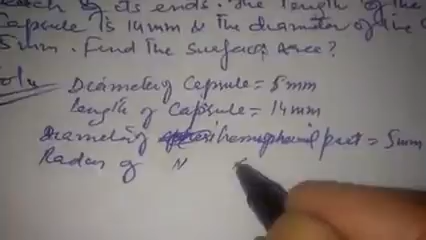 each of its ends. The length of the
Capsule is 14mm & the diameter of the
5mm. Find the surface area?
Soln Diameter of Capsule = 5mm
length of Capsule = 14mm
Diameter of hemispherical part = 5mm
Radius of "